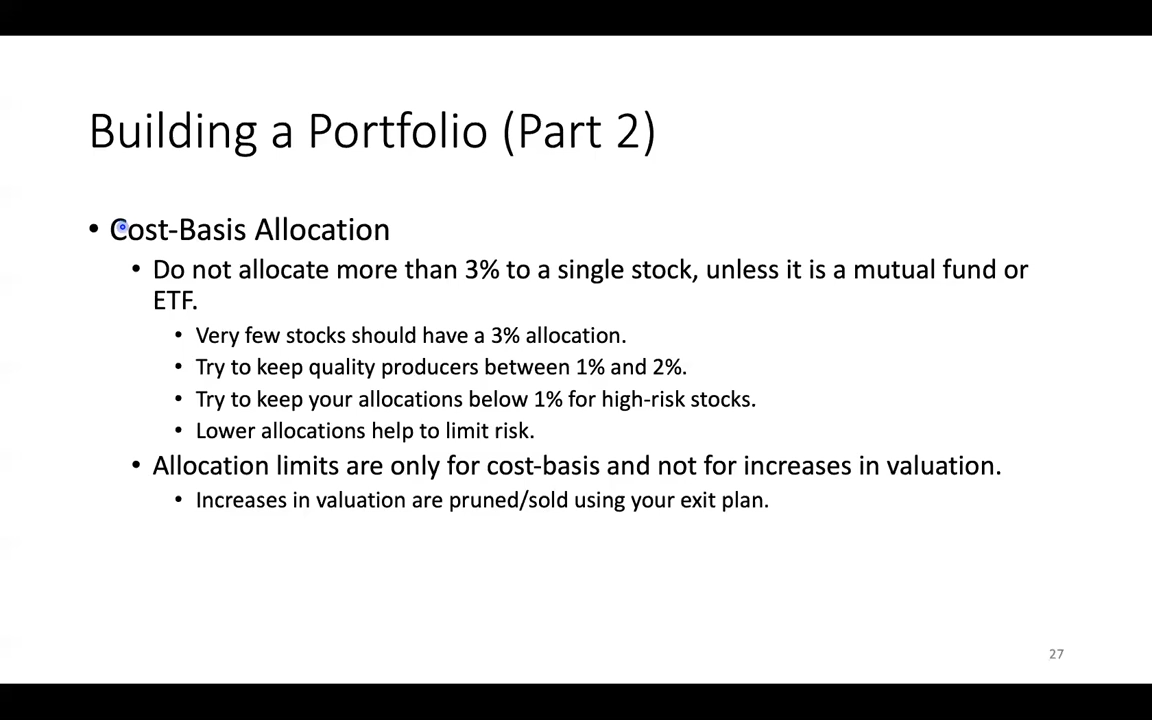 Building a Portfolio (Part 2)
• Cost-Basis Allocation
• Do not allocate more than 3% to a single stock, unless it is a mutual fund or
ETF.
• Very few stocks should have a 3% allocation.
• Try to keep quality producers between 1% and 2%.
• Try to keep your allocations below 1% for high-risk stocks.
• Lower allocations help to limit risk.
• Allocation limits are only for cost-basis and not for increases in valuation.
• Increases in valuation are pruned/sold using your exit plan.
27